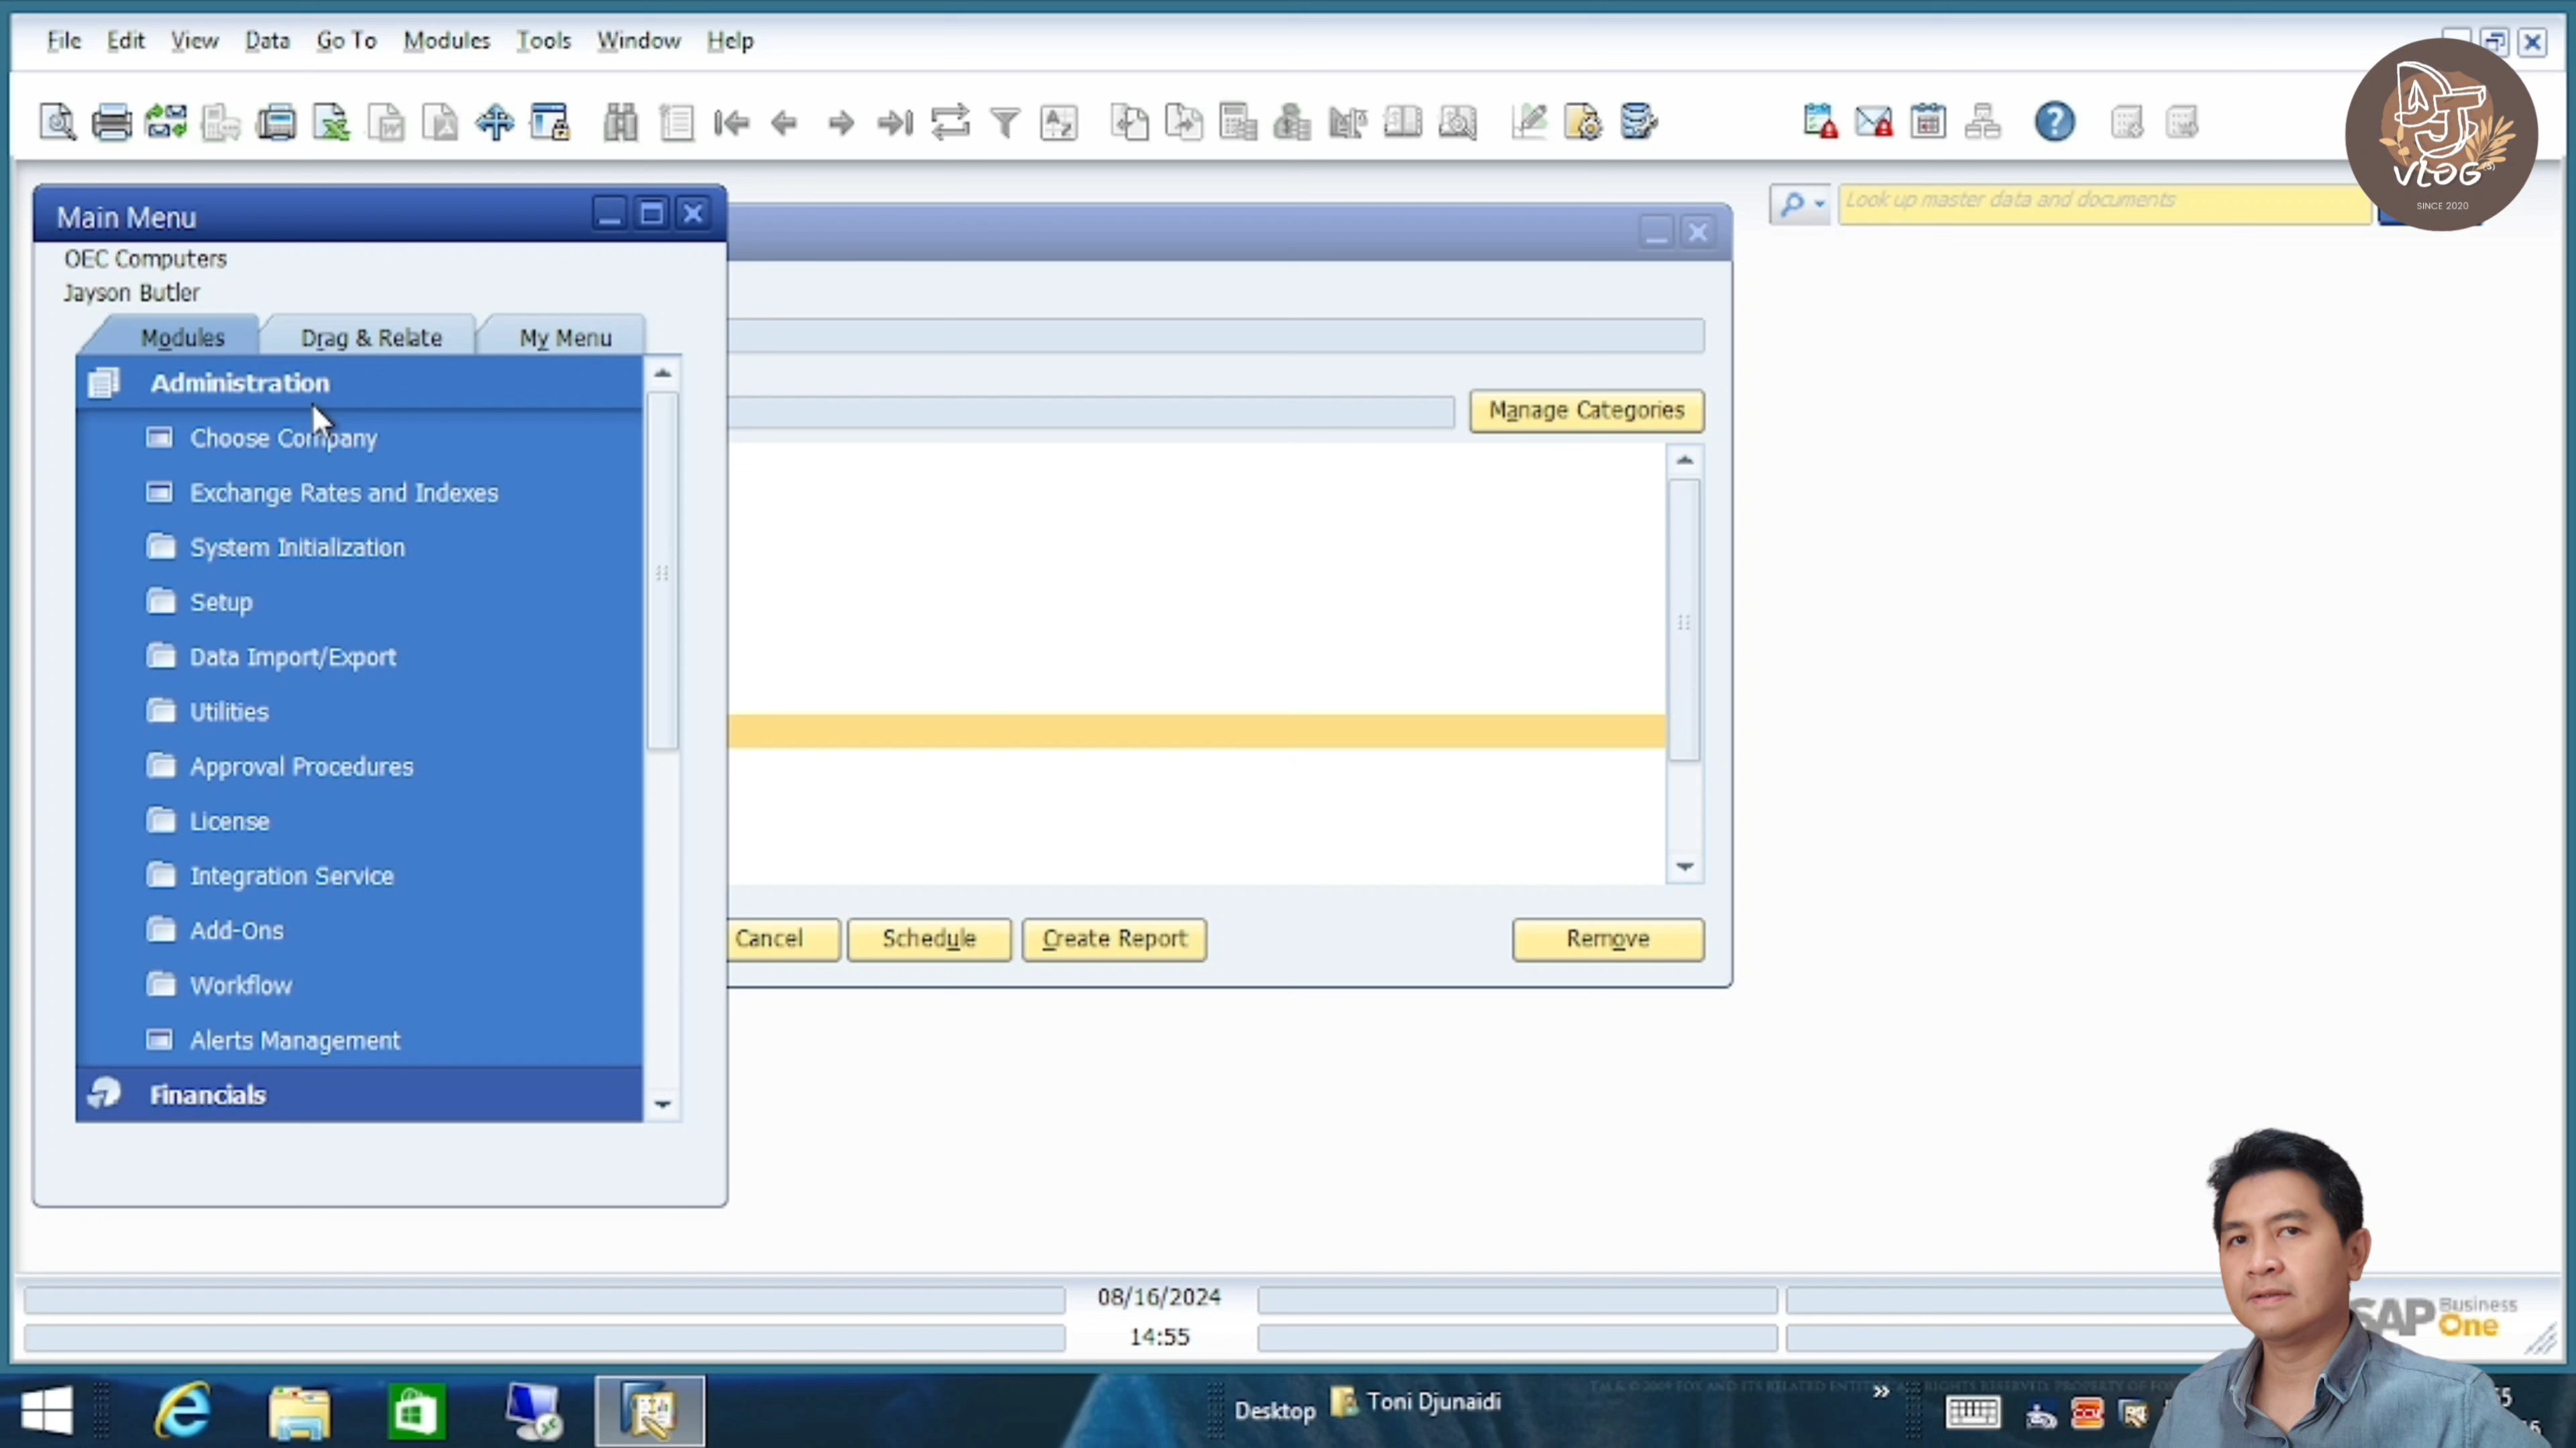 File Edit View Data Go To Modules Tools Window Help
DJ
VLOG
SINCE 2020
Look up master data and documents
Main Menu
OEC Computers
Jayson Butler
Modules Drag & Relate My Menu
Administration
Choose Company
Manage Categories
Exchange Rates and Indexes
System Initialization
Setup
Data Import/Export
Utilities
Approval Procedures
License
Integration Service
Add-Ons
Cancel Schedule Create Report Remove
Workflow
Alerts Management
Financials
08/16/2024
14:55
SAP Business One
Desktop Toni Djunaidi